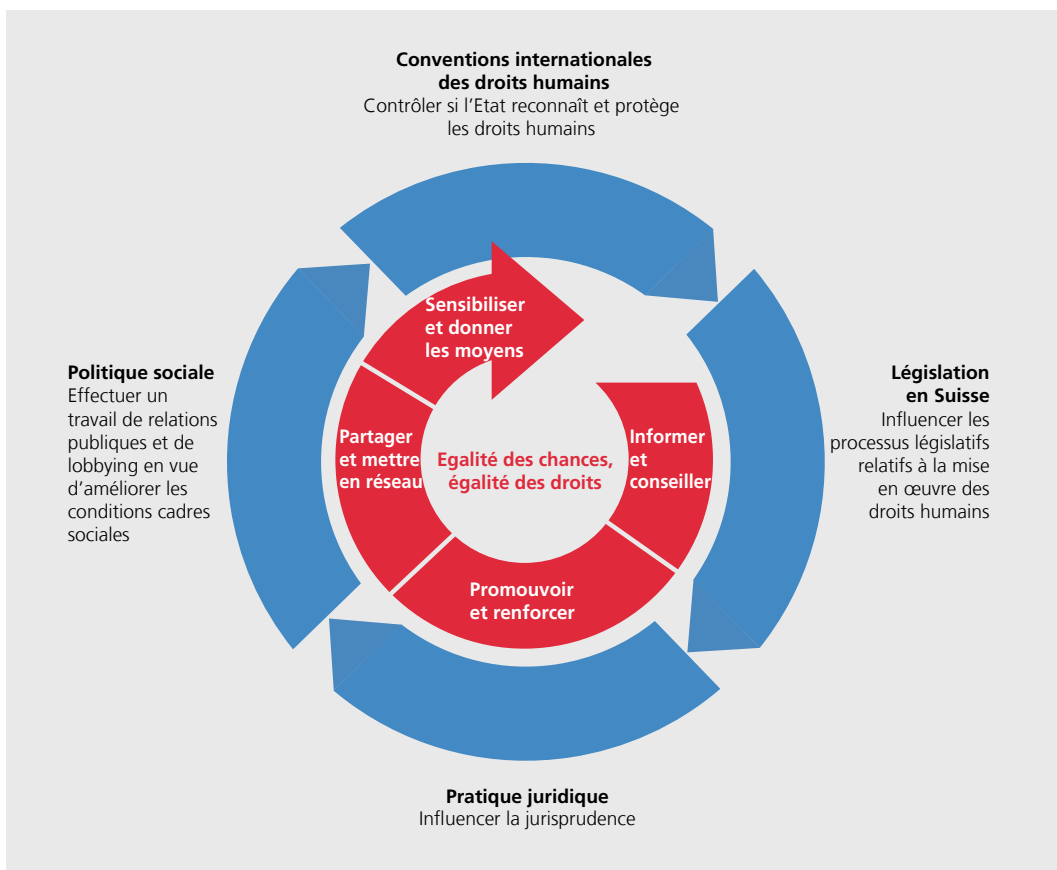 Conventions internationales
des droits humains
Contrôler si l’Etat reconnaît et protège
les droits humains
Sensibiliser
et donner
les moyens
Politique sociale
Effectuer un
travail de relations
publiques et de
lobbying en vue
d’améliorer les
conditions cadres
sociales
Partager
et mettre
en réseau
Egalité des chances,
égalité des droits
Informer
et
conseiller
Législation
en Suisse
Influencer les
processus législatifs
relatifs à la mise
en œuvre des
droits humains
Promouvoir
et renforcer
Pratique juridique
Influencer la jurisprudence